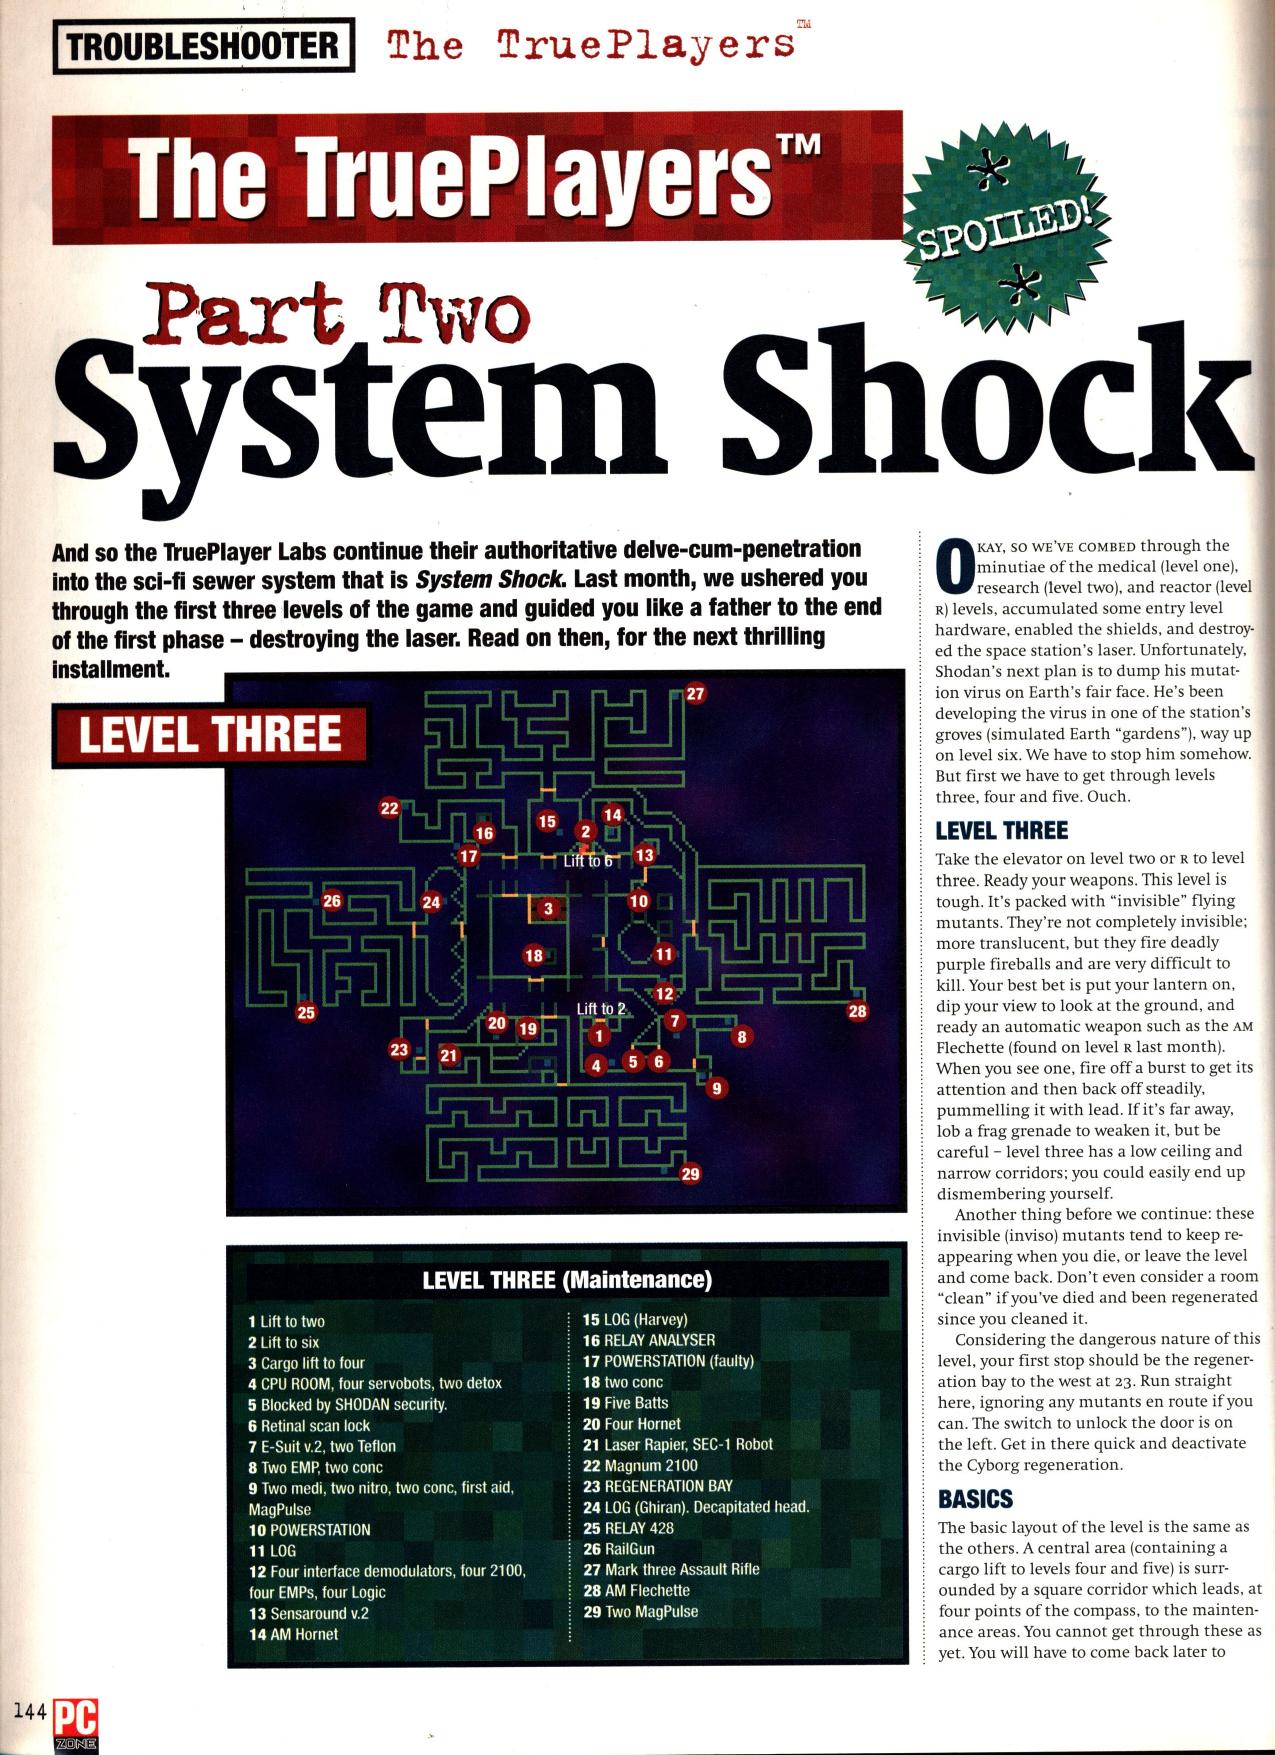 TROUBLESHOOTER
The TruePlayers™
The TruePlayers™
SPOILED!
Part Two
System Shock
And so the TruePlayer Labs continue their authoritative delve-cum-penetration
into the sci-fi sewer system that is System Shock. Last month, we ushered you
through the first three levels of the game and guided you like a father to the end
of the first phase – destroying the laser. Read on then, for the next thrilling
installment.
LEVEL THREE
27
22
14
15
2
16
Lift to 6
13
17
26
24
3
10
18
11
12
25
Lift to 2
28
20
19
7
1
8
23
21
4
5
6
9
29
LEVEL THREE (Maintenance)
1 Lift to two
2 Lift to six
3 Cargo lift to four
4 CPU ROOM, four servobots, two detox
5 Blocked by SHODAN security.
6 Retinal scan lock
7 E-Suit v.2, two Teflon
8 Two EMP, two conc
9 Two medi, two nitro, two conc, first aid,
MagPulse
10 POWERSTATION
11 LOG
12 Four interface demodulators, four 2100,
four EMPs, four Logic
13 Sensaround v.2
14 AM Hornet
15 LOG (Harvey)
16 RELAY ANALYSER
17 POWERSTATION (faulty)
18 two conc
19 Five Batts
20 Four Hornet
21 Laser Rapier, SEC-1 Robot
22 Magnum 2100
23 REGENERATION BAY
24 LOG (Ghiran). Decapitated head.
25 RELAY 428
26 RailGun
27 Mark three Assault Rifle
28 AM Flechette
29 Two MagPulse
OKAY, SO WE'VE COMBED through the
minutiae of the medical (level one),
research (level two), and reactor (level
R) levels, accumulated some entry level
hardware, enabled the shields, and destroy-
ed the space station's laser. Unfortunately,
Shodan's next plan is to dump his mutat-
ion virus on Earth's fair face. He's been
developing the virus in one of the station's
groves (simulated Earth "gardens"), way up
on level six. We have to stop him somehow.
But first we have to get through levels
three, four and five. Ouch.
LEVEL THREE
Take the elevator on level two or R to level
three. Ready your weapons. This level is
tough. It's packed with "invisible" flying
mutants. They're not completely invisible;
more translucent, but they fire deadly
purple fireballs and are very difficult to
kill. Your best bet is put your lantern on,
dip your view to look at the ground, and
ready an automatic weapon such as the AM
Flechette (found on level R last month).
When you see one, fire off a burst to get its
attention and then back off steadily,
pummelling it with lead. If it's far away,
lob a frag grenade to weaken it, but be
careful – level three has a low ceiling and
narrow corridors; you could easily end up
dismembering yourself.
Another thing before we continue: these
invisible (inviso) mutants tend to keep re-
appearing when you die, or leave the level
and come back. Don't even consider a room
"clean" if you've died and been regenerated
since you cleaned it.
Considering the dangerous nature of this
level, your first stop should be the regener-
ation bay to the west at 23. Run straight
here, ignoring any mutants en route if you
can. The switch to unlock the door is on
the left. Get in there quick and deactivate
the Cyborg regeneration.
BASICS
The basic layout of the level is the same as
the others. A central area (containing a
cargo lift to levels four and five) is surr-
ounded by a square corridor which leads, at
four points of the compass, to the mainten-
ance areas. You cannot get through these as
yet. You will have to come back later to
144 PC
ZONE